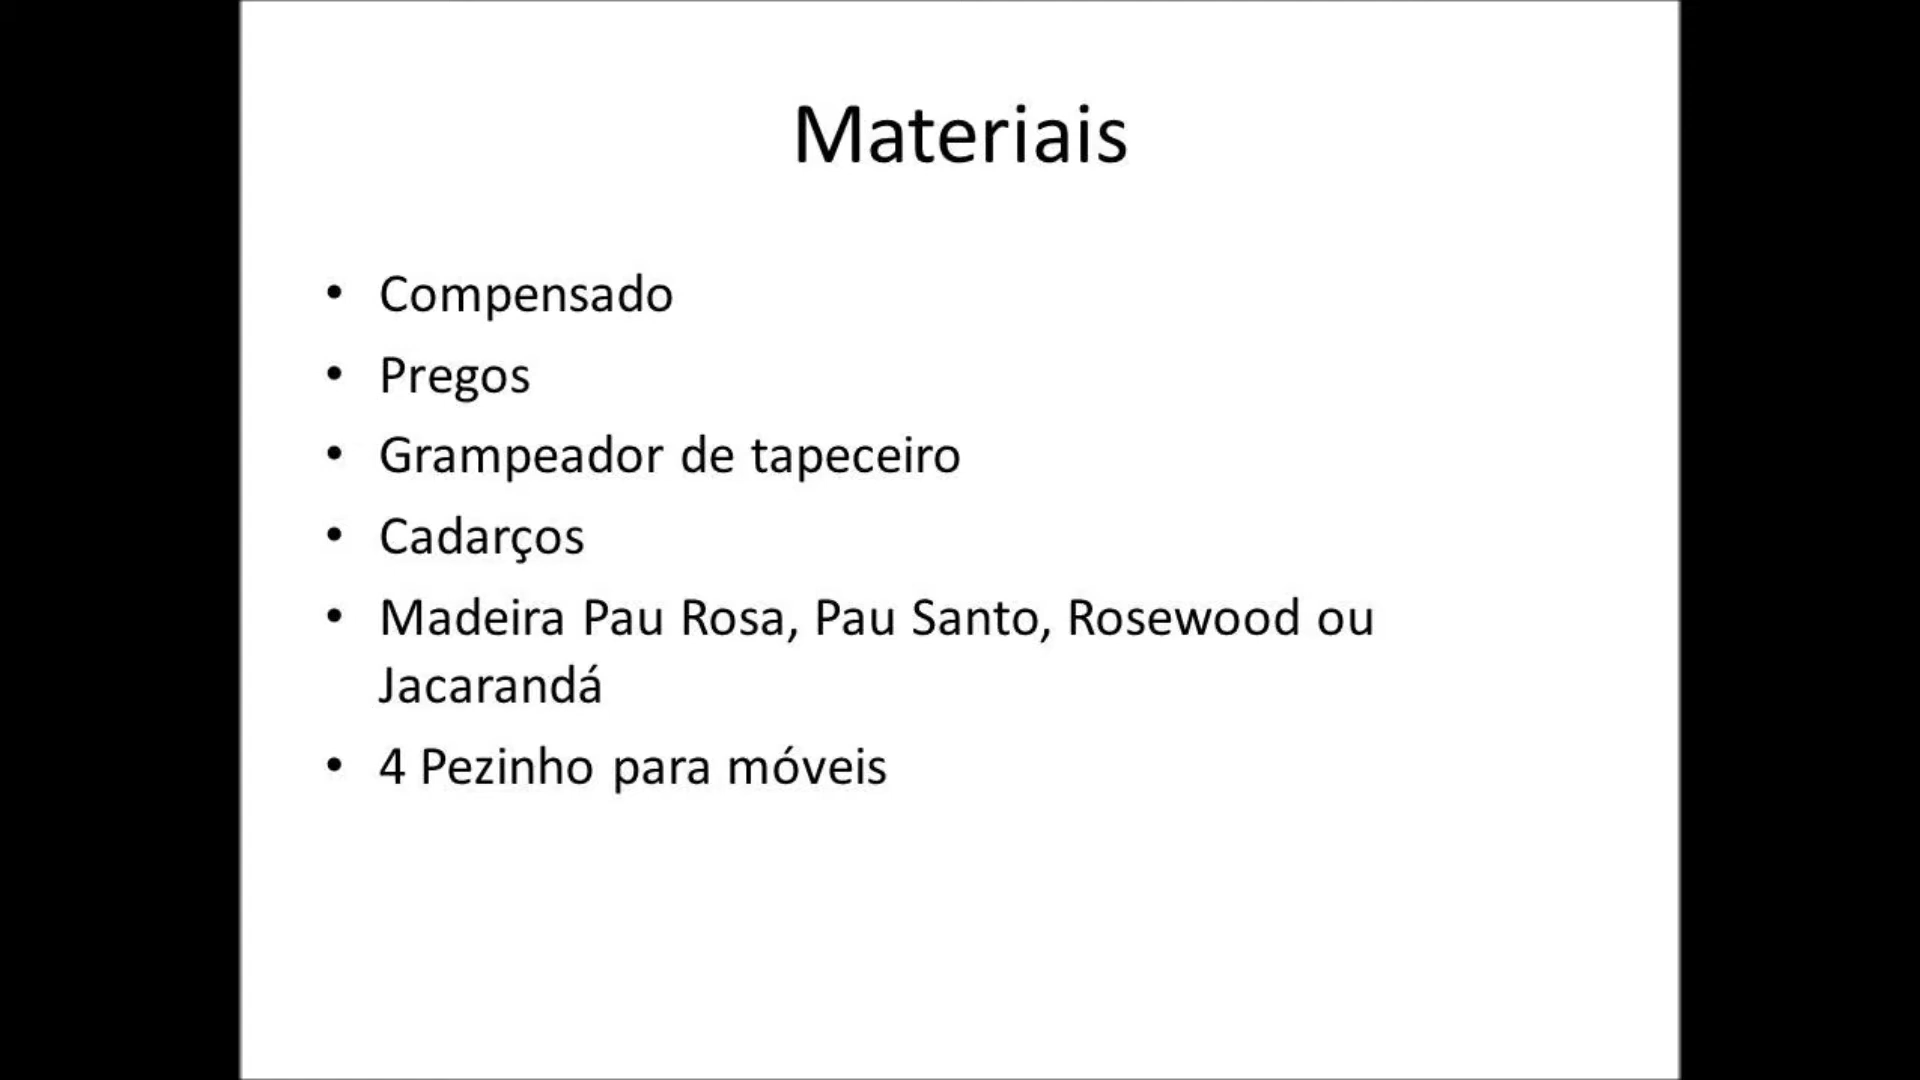 Materiais
• Compensado
• Pregos
• Grampeador de tapeceiro
• Cadarços
• Madeira Pau Rosa, Pau Santo, Rosewood ou
Jacarandá
• 4 Pezinho para móveis